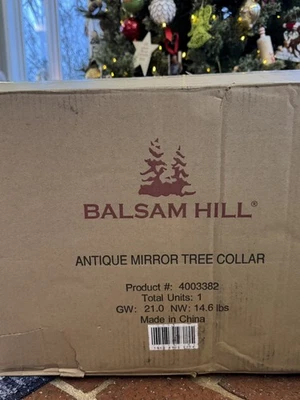 BALSAM HILL®
ANTIQUE MIRROR TREE COLLAR
Product #: 4003382
Total Units: 1
GW: 21.0 NW: 14.6 lbs
Made in China